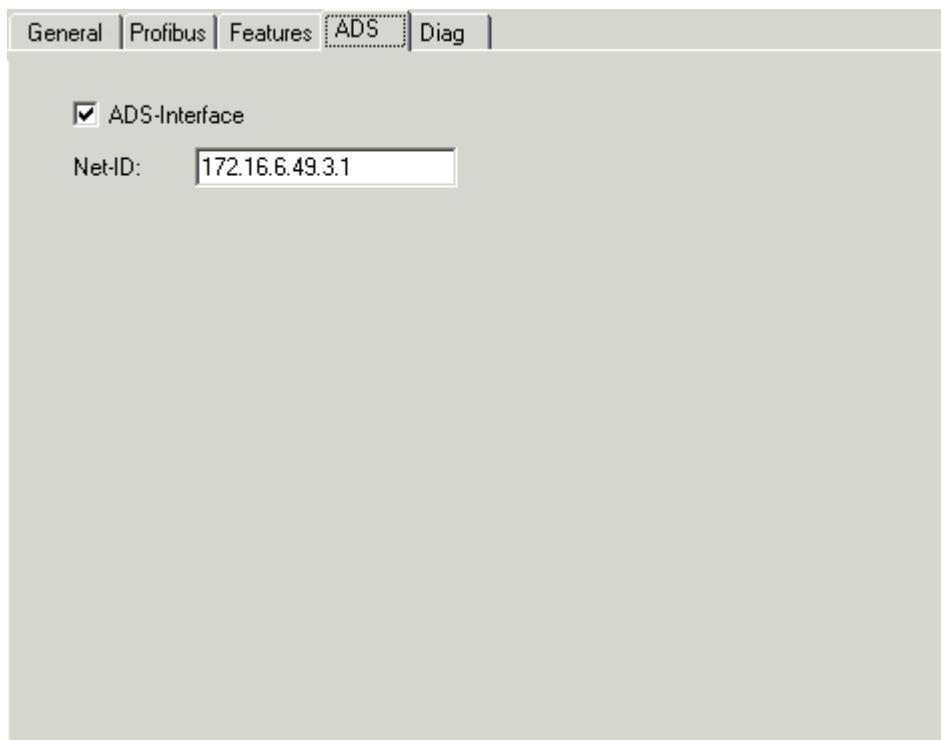 General Profibus Features ADS Diag
ADS-Interface
Net-ID: 172.16.6.49.3.1